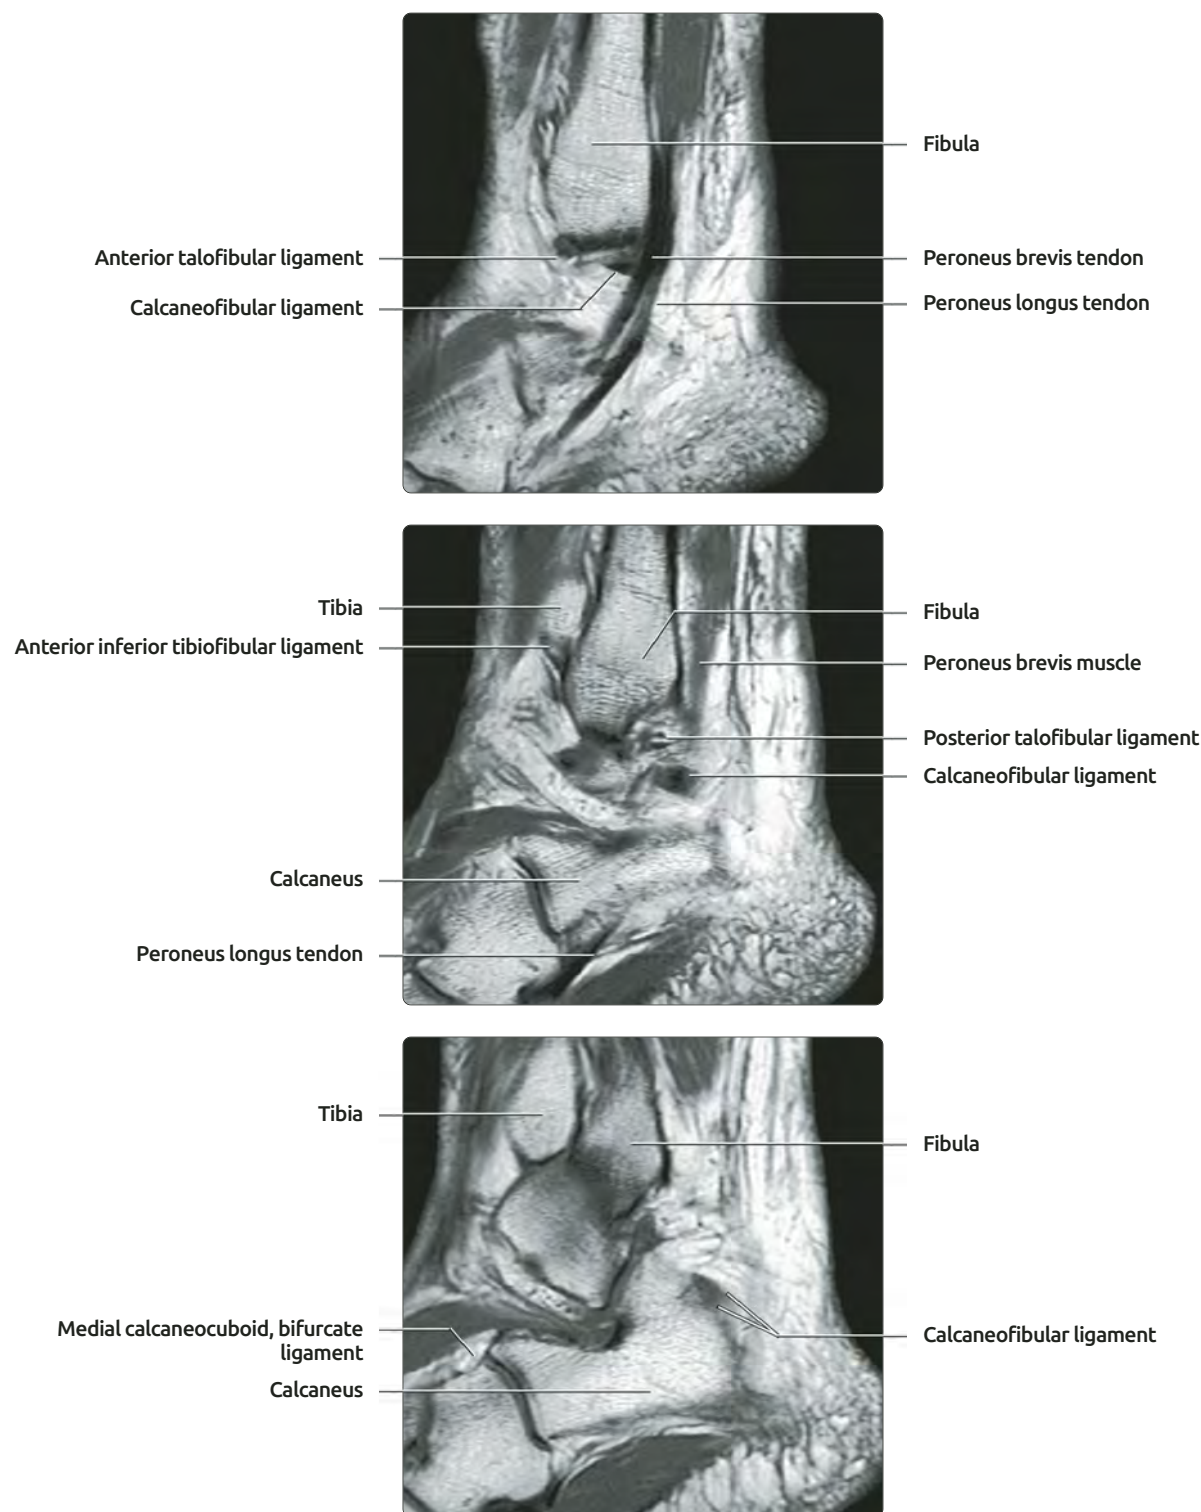 Fibula
Anterior talofibular ligament
Peroneus brevis tendon
Calcaneofibular ligament
Peroneus longus tendon
Tibia
Fibula
Anterior inferior tibiofibular ligament
Peroneus brevis muscle
Posterior talofibular ligament
Calcaneofibular ligament
Calcaneus
Peroneus longus tendon
Tibia
Fibula
Medial calcaneocuboid, bifurcate
ligament
Calcaneofibular ligament
Calcaneus